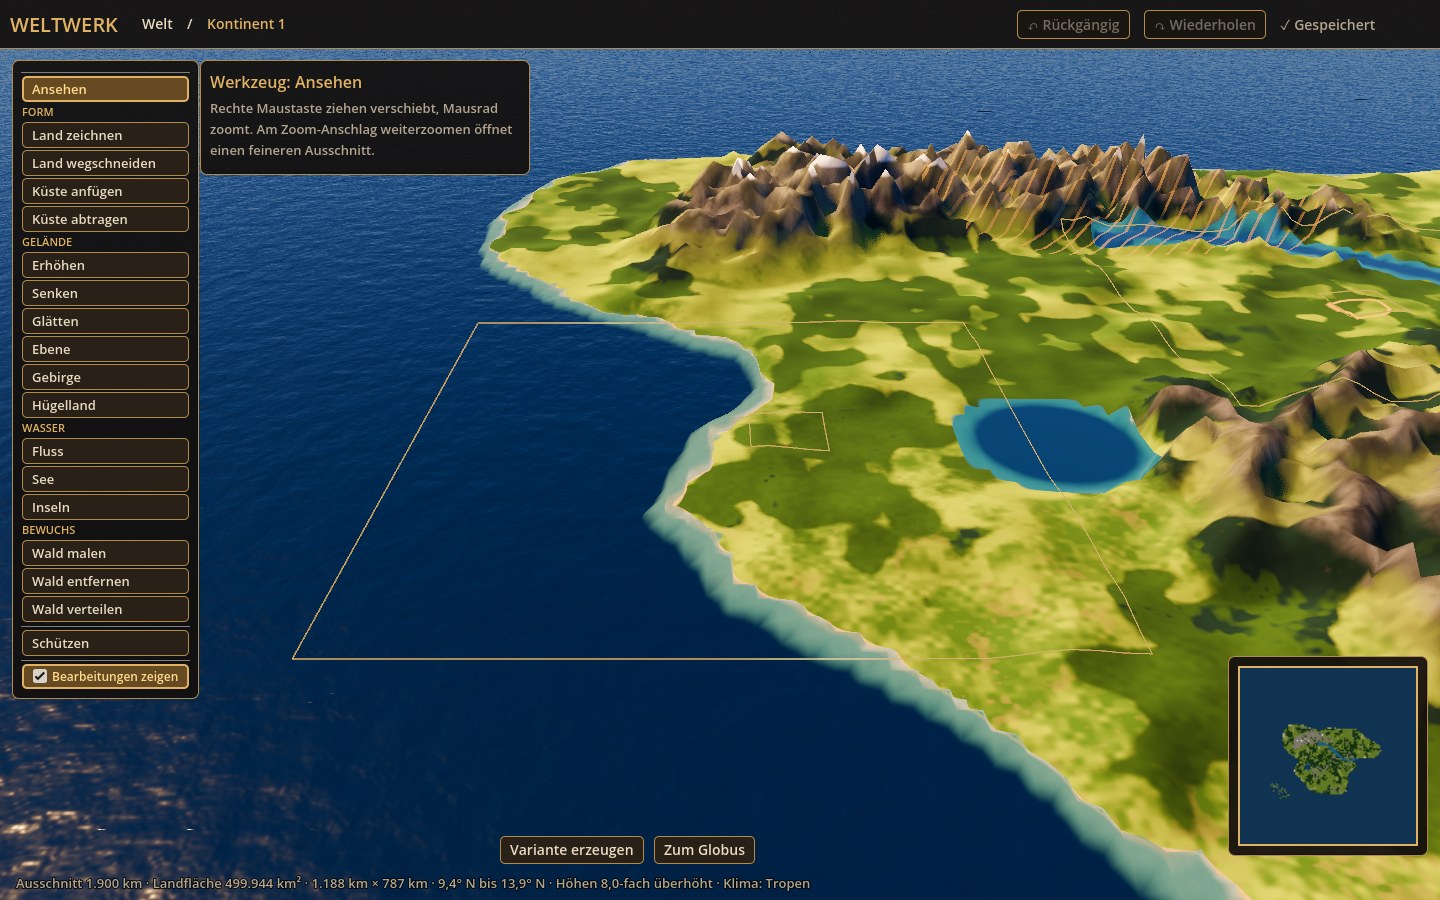 WELTWERK Welt / Kontinent 1 Rückgängig Wiederholen ✓ Gespeichert
Ansehen
FORM
Land zeichnen
Land wegschneiden
Küste anfügen
Küste abtragen
GELÄNDE
Erhöhen
Senken
Glätten
Ebene
Gebirge
Hügelland
WASSER
Fluss
See
Inseln
BEWUCHS
Wald malen
Wald entfernen
Wald verteilen
Schützen
Bearbeitungen zeigen
Werkzeug: Ansehen
Rechte Maustaste ziehen verschiebt, Mausrad
zoomt. Am Zoom-Anschlag weiterzoomen öffnet
einen feineren Ausschnitt.
Variante erzeugen Zum Globus
Ausschnitt 1.900 km · Landfläche 499.944 km² · 1.188 km × 787 km · 9,4° N bis 13,9° N · Höhen 8,0-fach überhöht · Klima: Tropen